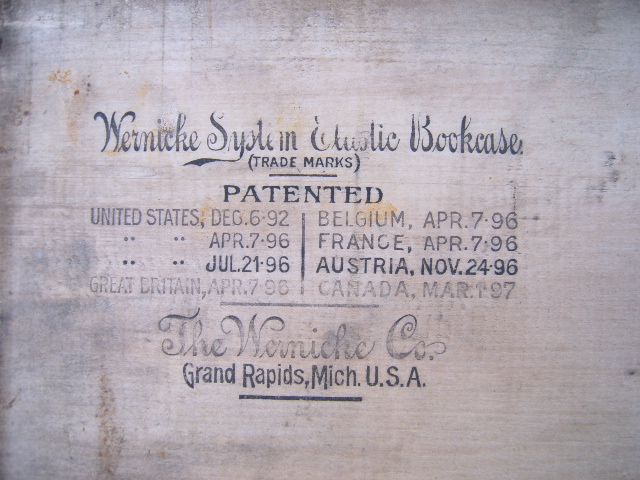 Wernicke System Elastic Bookcase.
(TRADE MARKS)
PATENTED
UNITED STATES, DEC.6-92 | BELGIUM, APR.7-96
" " APR.7-96 | FRANCE, APR.7-96
" " JUL.21-96 | AUSTRIA, NOV.24-96
GREAT BRITAIN, APR.7-96 | CANADA, MAR.1-97
The Wernicke Co.
Grand Rapids, Mich. U.S.A.